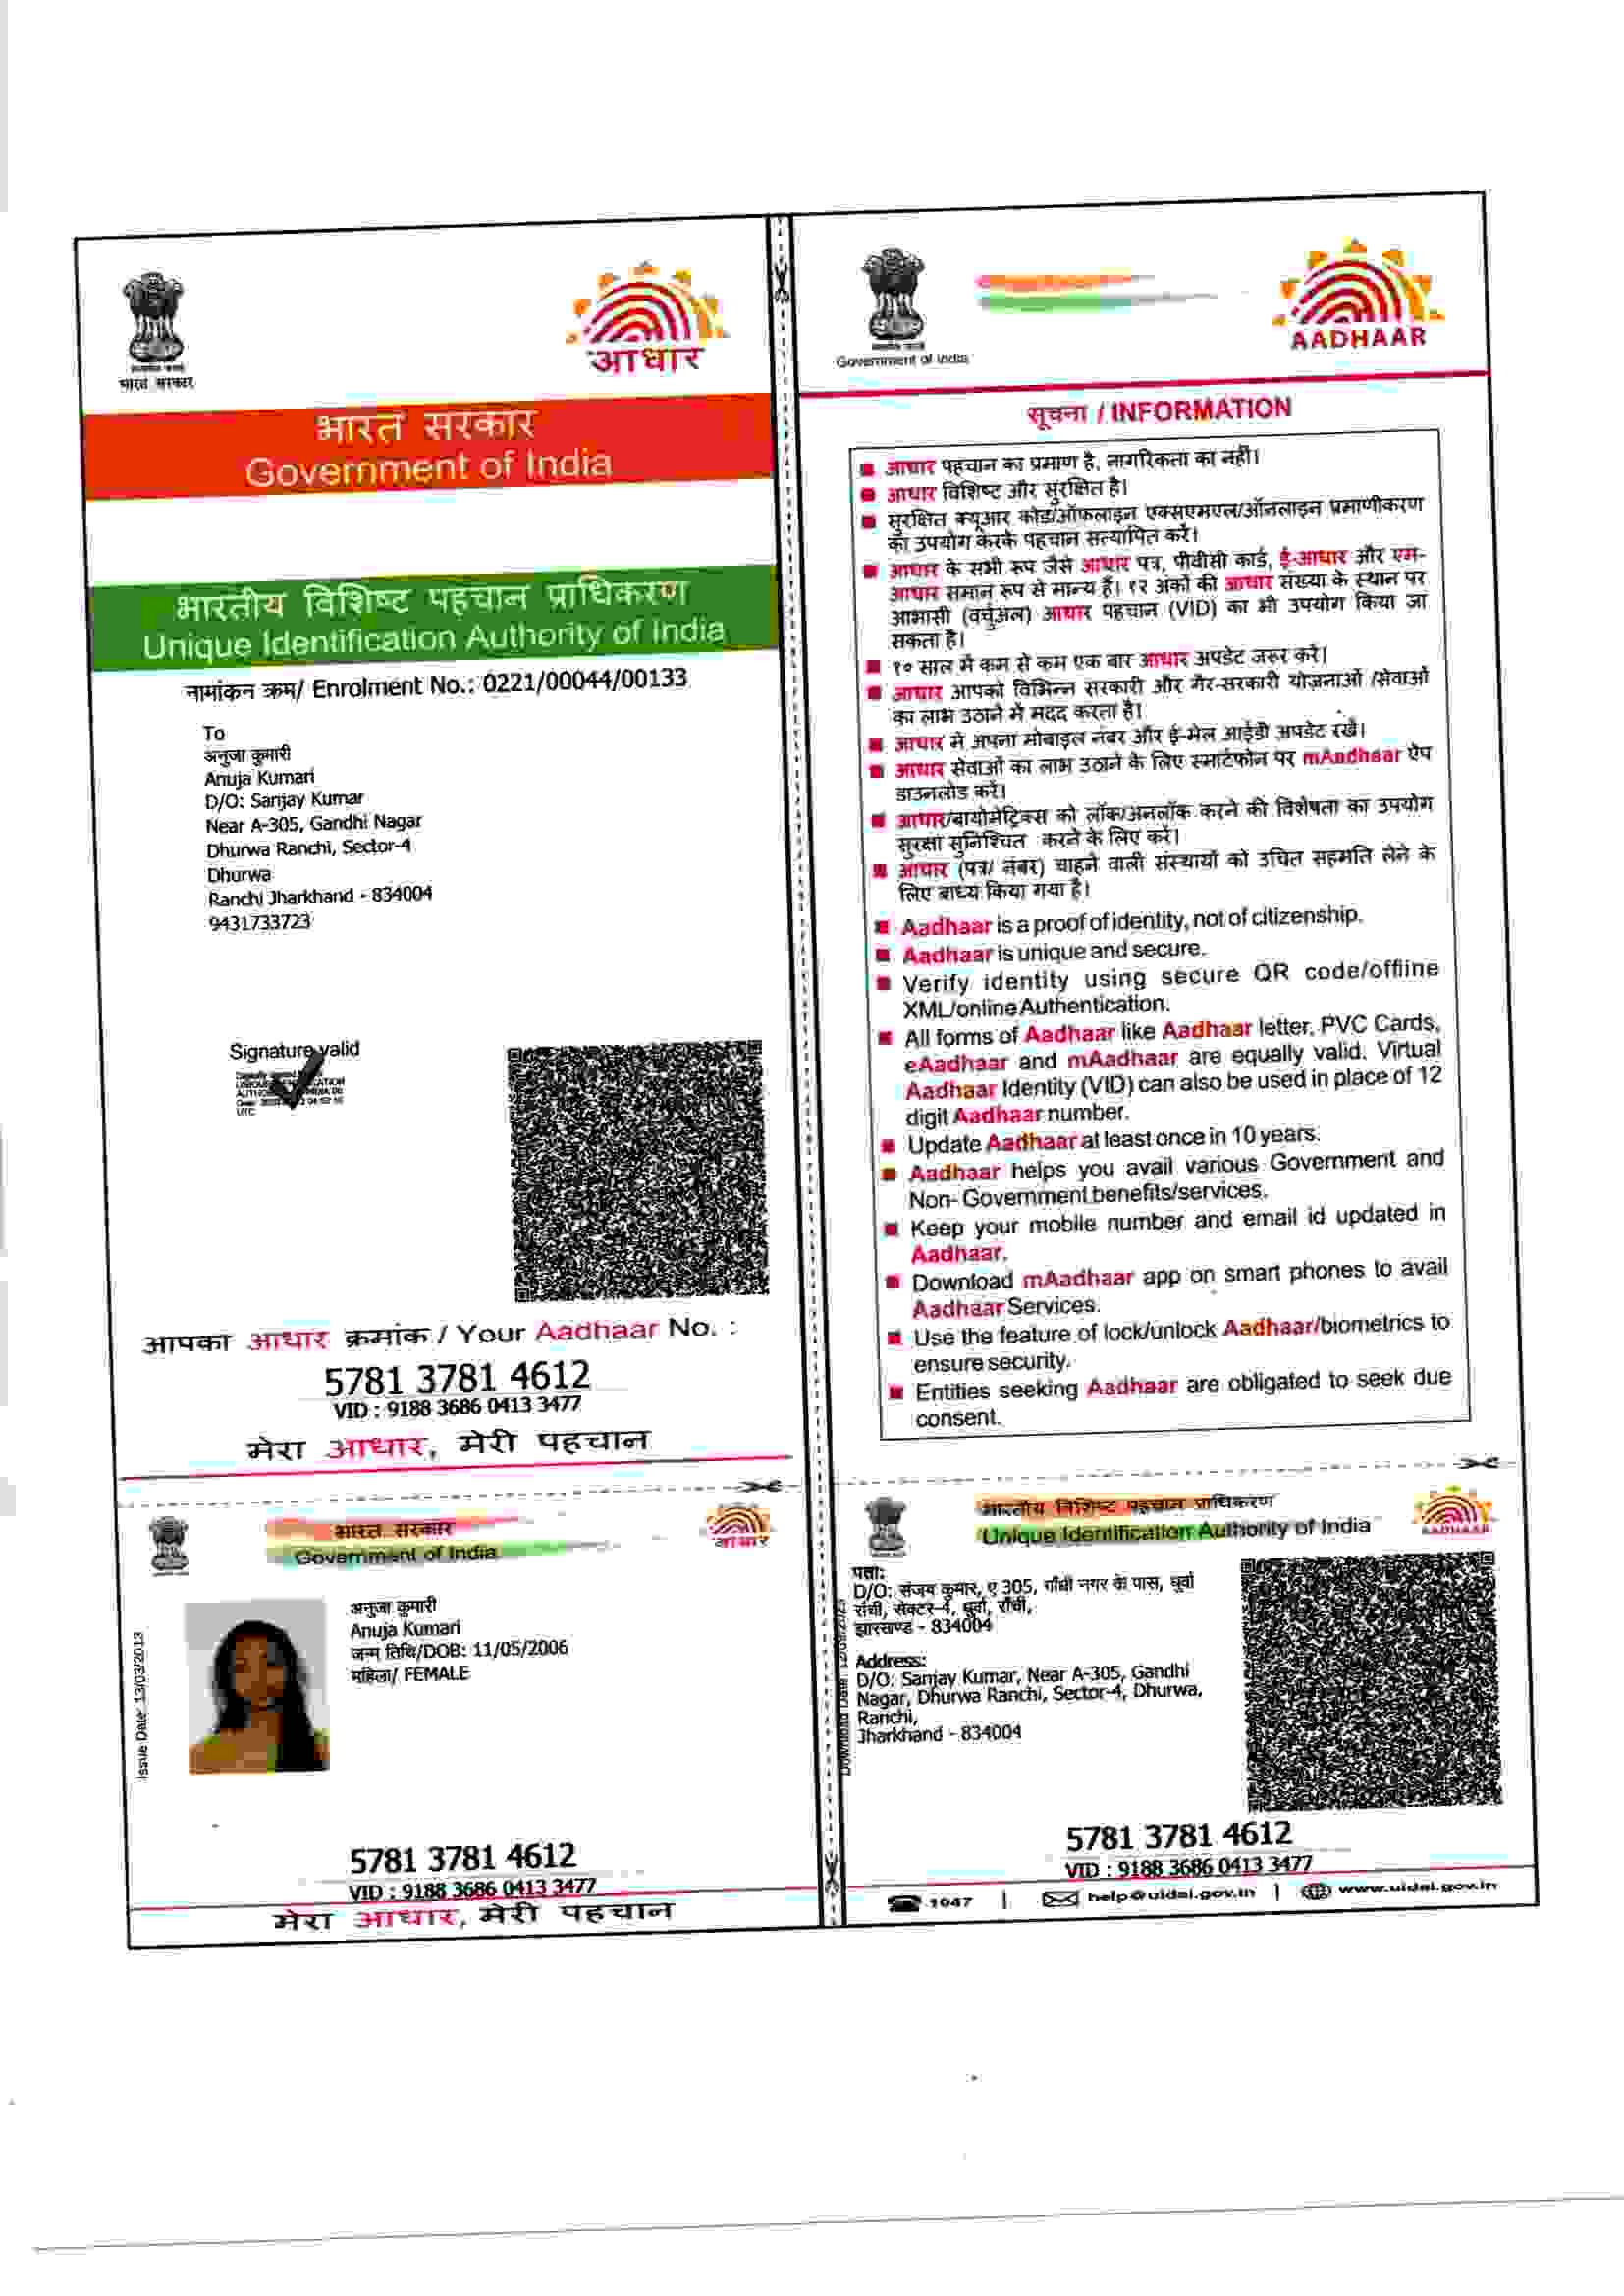 भारत सरकार
आधार
भारत सरकार
Government of India
भारतीय विशिष्ट पहचान प्राधिकरण
Unique Identification Authority of India
नामांकन क्रम/ Enrolment No.: 0221/00044/00133
To
अनुजा कुमारी
Anuja Kumari
D/O: Sanjay Kumar
Near A-305, Gandhi Nagar
Dhurwa Ranchi, Sector-4
Dhurwa
Ranchi Jharkhand - 834004
9431733723
Signature valid
आपका आधार क्रमांक / Your Aadhaar No. :
5781 3781 4612
VID : 9188 3686 0413 3477
मेरा आधार, मेरी पहचान
भारत सरकार
Government of India
आधार
Issue Date: 13/03/2013
अनुजा कुमारी
Anuja Kumari
जन्म तिथि/DOB: 11/05/2006
महिला/ FEMALE
5781 3781 4612
VID : 9188 3686 0413 3477
मेरा आधार, मेरी पहचान
Government of India
AADHAAR
सूचना / INFORMATION
आधार पहचान का प्रमाण है, नागरिकता का नहीं।
आधार विशिष्ट और सुरक्षित है।
सुरक्षित क्यूआर कोड/ऑफलाइन एक्सएमएल/ऑनलाइन प्रमाणीकरण
का उपयोग करके पहचान सत्यापित करें।
आधार के सभी रूप जैसे आधार पत्र, पीवीसी कार्ड, ई-आधार और एम-
आधार समान रूप से मान्य हैं। १२ अंकों की आधार संख्या के स्थान पर
आभासी (वर्चुअल) आधार पहचान (VID) का भी उपयोग किया जा
सकता है।
१० साल में कम से कम एक बार आधार अपडेट जरूर करें।
आधार आपको विभिन्न सरकारी और गैर-सरकारी योजनाओं /सेवाओं
का लाभ उठाने में मदद करता है।
आधार में अपना मोबाइल नंबर और ई-मेल आईडी अपडेट रखें।
आधार सेवाओं का लाभ उठाने के लिए स्मार्टफोन पर mAadhaar ऐप
डाउनलोड करें।
आधार/बायोमेट्रिक्स को लॉक/अनलॉक करने की विशेषता का उपयोग
सुरक्षा सुनिश्चित करने के लिए करें।
आधार (पत्र/ नंबर) चाहने वाली संस्थायों को उचित सहमति लेने के
लिए बाध्य किया गया है।
Aadhaar is a proof of identity, not of citizenship.
Aadhaar is unique and secure.
Verify identity using secure QR code/offline
XML/online Authentication.
All forms of Aadhaar like Aadhaar letter, PVC Cards,
eAadhaar and mAadhaar are equally valid. Virtual
Aadhaar Identity (VID) can also be used in place of 12
digit Aadhaar number.
Update Aadhaar at least once in 10 years.
Aadhaar helps you avail various Government and
Non- Government benefits/services.
Keep your mobile number and email id updated in
Aadhaar.
Download mAadhaar app on smart phones to avail
Aadhaar Services.
Use the feature of lock/unlock Aadhaar/biometrics to
ensure security.
Entities seeking Aadhaar are obligated to seek due
consent.
भारतीय विशिष्ट पहचान प्राधिकरण
Unique Identification Authority of India
AADHAAR
Download Date:
पता:
D/O: संजय कुमार, ए 305, गाँधी नगर के पास, धुर्वा
रांची, सेक्टर-4, धुर्वा, राँची,
झारखण्ड - 834004
Address:
D/O: Sanjay Kumar, Near A-305, Gandhi
Nagar, Dhurwa Ranchi, Sector-4, Dhurwa,
Ranchi,
Jharkhand - 834004
5781 3781 4612
VID : 9188 3686 0413 3477
1947 | help@uidai.gov.in | www.uidai.gov.in